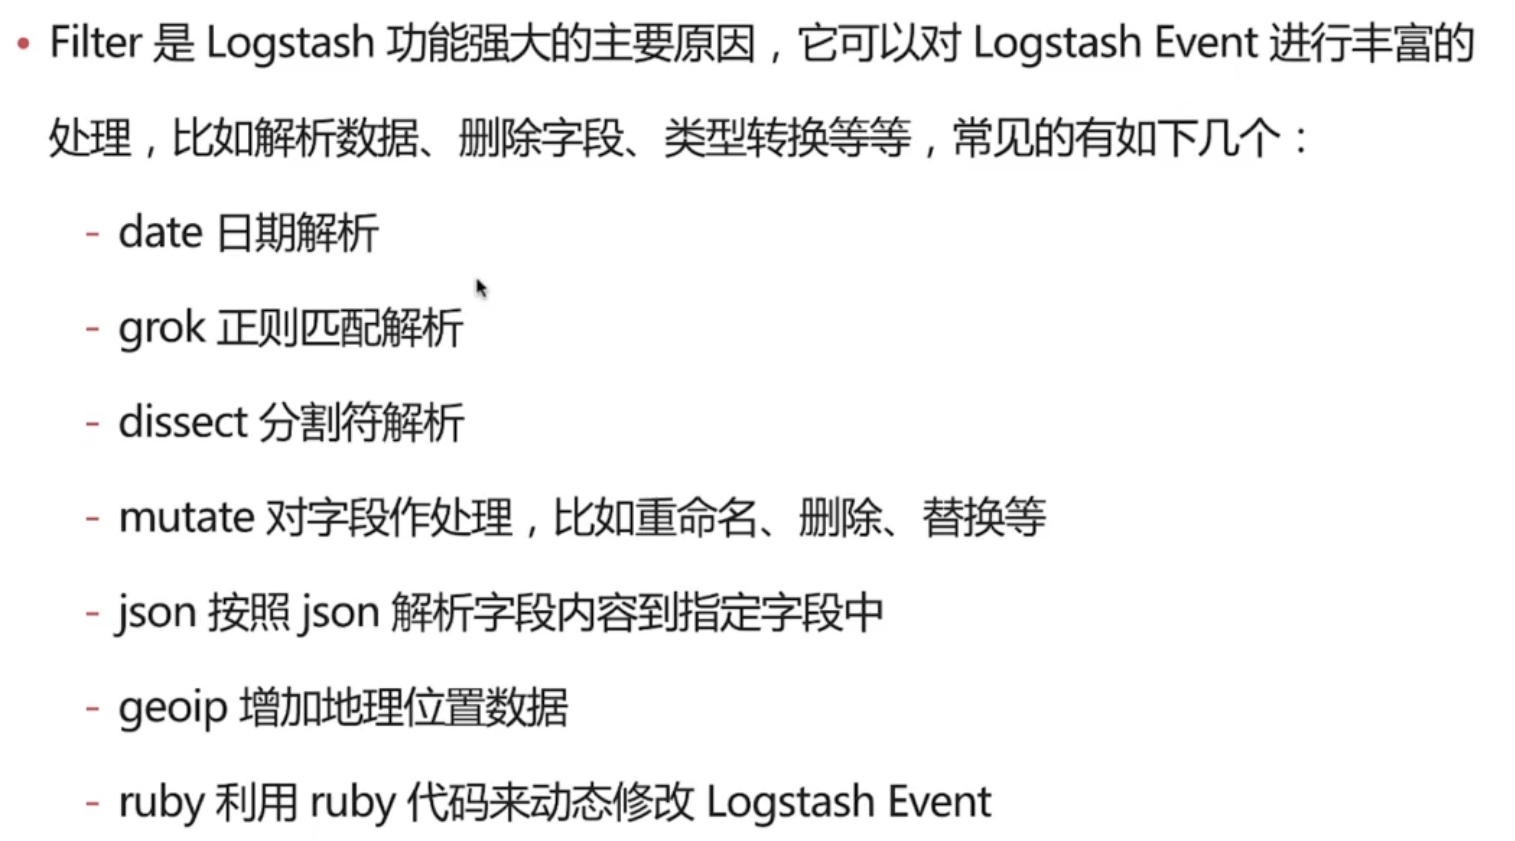 • Filter 是 Logstash 功能强大的主要原因，它可以对 Logstash Event 进行丰富的
处理，比如解析数据、删除字段、类型转换等等，常见的有如下几个：
- date 日期解析
- grok 正则匹配解析
- dissect 分割符解析
- mutate 对字段作处理，比如重命名、删除、替换等
- json 按照 json 解析字段内容到指定字段中
- geoip 增加地理位置数据
- ruby 利用 ruby 代码来动态修改 Logstash Event